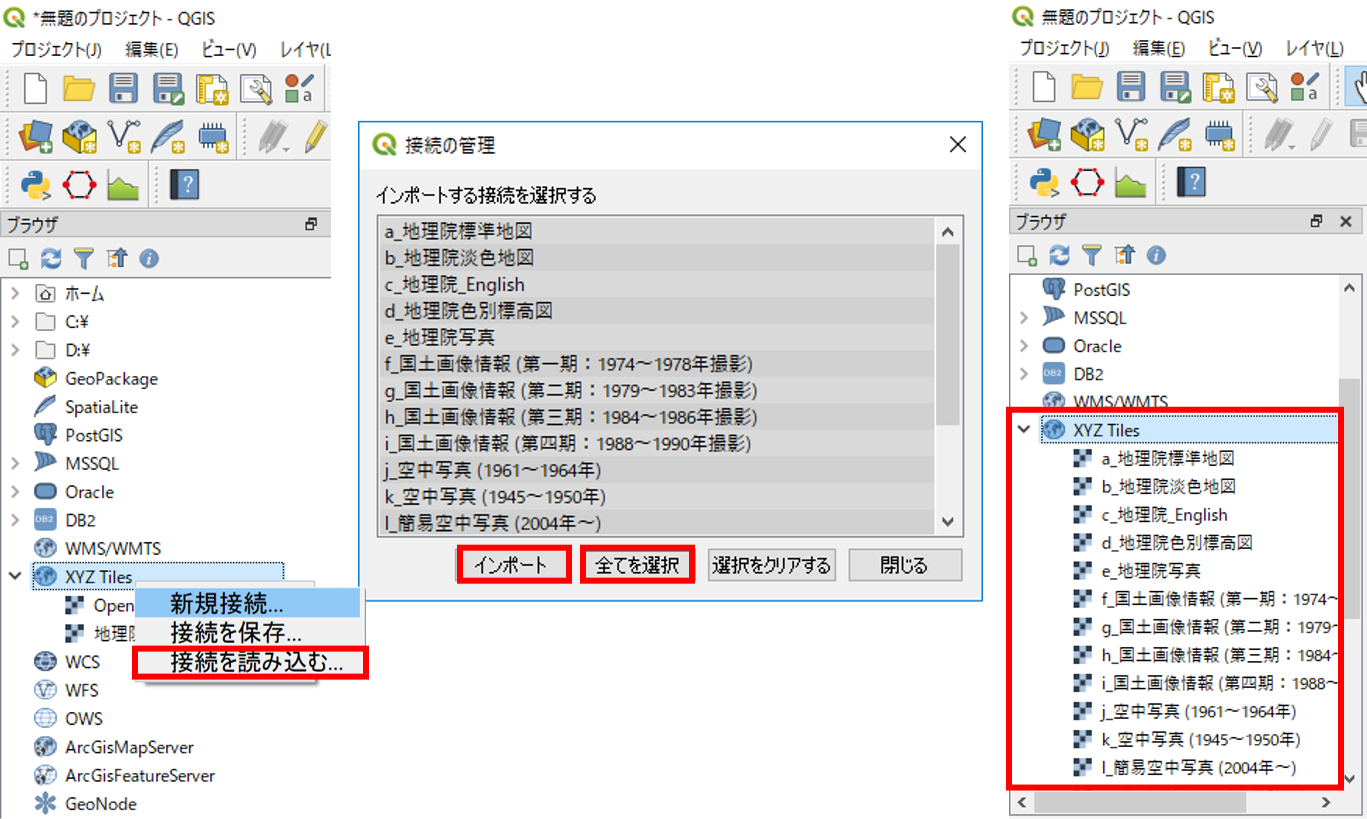 *無題のプロジェクト - QGIS
プロジェクト(J) 編集(E) ビュー(V) レイヤ(L
a
?
ブラウザ
ホーム
C:¥
D:¥
GeoPackage
SpatiaLite
PostGIS
MSSQL
Oracle
DB2 DB2
WMS/WMTS
XYZ Tiles
Open
地理院
WCS
WFS
OWS
ArcGisMapServer
ArcGisFeatureServer
GeoNode
新規接続...
接続を保存...
接続を読み込む...
接続の管理
インポートする接続を選択する
a_地理院標準地図
b_地理院淡色地図
c_地理院_English
d_地理院色別標高図
e_地理院写真
f_国土画像情報 (第一期：1974～1978年撮影)
g_国土画像情報 (第二期：1979～1983年撮影)
h_国土画像情報 (第三期：1984～1986年撮影)
i_国土画像情報 (第四期：1988～1990年撮影)
j_空中写真 (1961～1964年)
k_空中写真 (1945～1950年)
l_簡易空中写真 (2004年～)
インポート 全てを選択 選択をクリアする 閉じる
無題のプロジェクト - QGIS
プロジェクト(J) 編集(E) ビュー(V) レイヤ(L)
a
?
ブラウザ
PostGIS
MSSQL
Oracle
DB2 DB2
WMS/WMTS
XYZ Tiles
a_地理院標準地図
b_地理院淡色地図
c_地理院_English
d_地理院色別標高図
e_地理院写真
f_国土画像情報 (第一期：1974～
g_国土画像情報 (第二期：1979～
h_国土画像情報 (第三期：1984～
i_国土画像情報 (第四期：1988～
j_空中写真 (1961～1964年)
k_空中写真 (1945～1950年)
l_簡易空中写真 (2004年～)